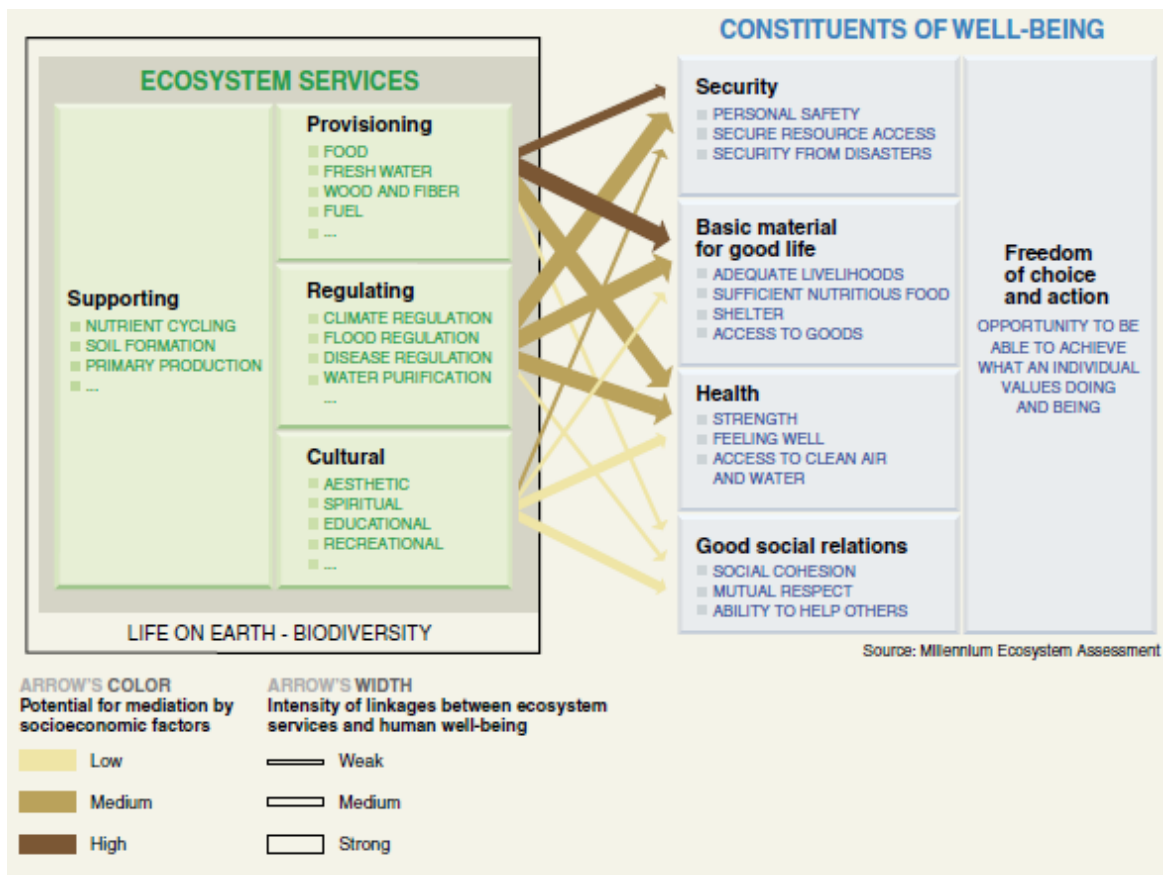 CONSTITUENTS OF WELL-BEING
ECOSYSTEM SERVICES
Supporting
NUTRIENT CYCLING
SOIL FORMATION
PRIMARY PRODUCTION
...
Provisioning
FOOD
FRESH WATER
WOOD AND FIBER
FUEL
...
Regulating
CLIMATE REGULATION
FLOOD REGULATION
DISEASE REGULATION
WATER PURIFICATION
...
Cultural
AESTHETIC
SPIRITUAL
EDUCATIONAL
RECREATIONAL
...
LIFE ON EARTH - BIODIVERSITY
Security
PERSONAL SAFETY
SECURE RESOURCE ACCESS
SECURITY FROM DISASTERS
Basic material
for good life
ADEQUATE LIVELIHOODS
SUFFICIENT NUTRITIOUS FOOD
SHELTER
ACCESS TO GOODS
Health
STRENGTH
FEELING WELL
ACCESS TO CLEAN AIR
AND WATER
Good social relations
SOCIAL COHESION
MUTUAL RESPECT
ABILITY TO HELP OTHERS
Freedom
of choice
and action
OPPORTUNITY TO BE
ABLE TO ACHIEVE
WHAT AN INDIVIDUAL
VALUES DOING
AND BEING
Source: Millennium Ecosystem Assessment
ARROW'S COLOR
Potential for mediation by
socioeconomic factors
Low
Medium
High
ARROW'S WIDTH
Intensity of linkages between ecosystem
services and human well-being
Weak
Medium
Strong